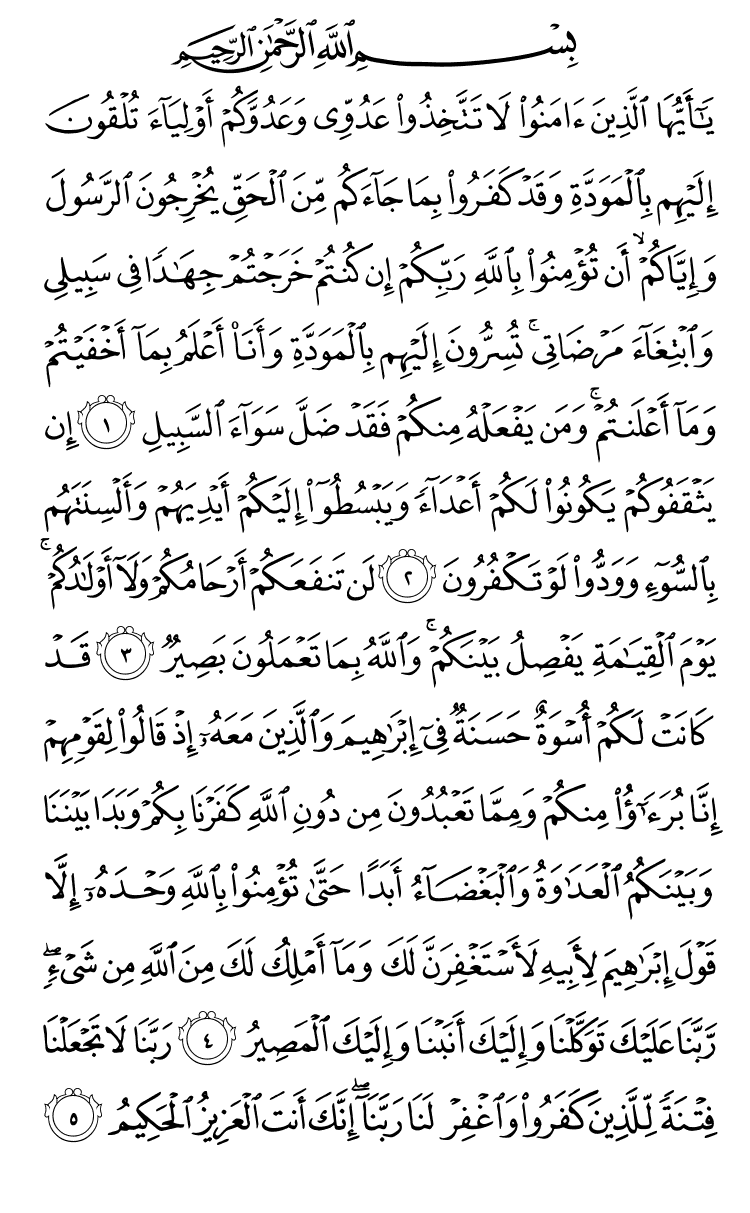 بِسْمِ ٱللَّهِ ٱلرَّحْمَٰنِ ٱلرَّحِيمِ
يَٰٓأَيُّهَا ٱلَّذِينَ ءَامَنُوا۟ لَا تَتَّخِذُوا۟ عَدُوِّى وَعَدُوَّكُمْ أَوْلِيَآءَ تُلْقُونَ
إِلَيْهِم بِٱلْمَوَدَّةِ وَقَدْ كَفَرُوا۟ بِمَا جَآءَكُم مِّنَ ٱلْحَقِّ يُخْرِجُونَ ٱلرَّسُولَ
وَإِيَّاكُمْ ۙ أَن تُؤْمِنُوا۟ بِٱللَّهِ رَبِّكُمْ إِن كُنتُمْ خَرَجْتُمْ جِهَٰدًا فِى سَبِيلِى
وَٱبْتِغَآءَ مَرْضَاتِى ۚ تُسِرُّونَ إِلَيْهِم بِٱلْمَوَدَّةِ وَأَنَا۠ أَعْلَمُ بِمَآ أَخْفَيْتُمْ
وَمَآ أَعْلَنتُمْ ۚ وَمَن يَفْعَلْهُ مِنكُمْ فَقَدْ ضَلَّ سَوَآءَ ٱلسَّبِيلِ ١ إِن
يَثْقَفُوكُمْ يَكُونُوا۟ لَكُمْ أَعْدَآءً وَيَبْسُطُوٓا۟ إِلَيْكُمْ أَيْدِيَهُمْ وَأَلْسِنَتَهُم
بِٱلسُّوٓءِ وَوَدُّوا۟ لَوْ تَكْفُرُونَ ٢ لَن تَنفَعَكُمْ أَرْحَامُكُمْ وَلَآ أَوْلَٰدُكُمْ ۚ
يَوْمَ ٱلْقِيَٰمَةِ يَفْصِلُ بَيْنَكُمْ ۚ وَٱللَّهُ بِمَا تَعْمَلُونَ بَصِيرٌ ٣ قَدْ
كَانَتْ لَكُمْ أُسْوَةٌ حَسَنَةٌ فِىٓ إِبْرَٰهِيمَ وَٱلَّذِينَ مَعَهُۥٓ إِذْ قَالُوا۟ لِقَوْمِهِمْ
إِنَّا بُرَءَٰٓؤُا۟ مِنكُمْ وَمِمَّا تَعْبُدُونَ مِن دُونِ ٱللَّهِ كَفَرْنَا بِكُمْ وَبَدَا بَيْنَنَا
وَبَيْنَكُمُ ٱلْعَدَٰوَةُ وَٱلْبَغْضَآءُ أَبَدًا حَتَّىٰ تُؤْمِنُوا۟ بِٱللَّهِ وَحْدَهُۥٓ إِلَّا
قَوْلَ إِبْرَٰهِيمَ لِأَبِيهِ لَأَسْتَغْفِرَنَّ لَكَ وَمَآ أَمْلِكُ لَكَ مِنَ ٱللَّهِ مِن شَىْءٍ ۖ
رَّبَّنَا عَلَيْكَ تَوَكَّلْنَا وَإِلَيْكَ أَنَبْنَا وَإِلَيْكَ ٱلْمَصِيرُ ٤ رَبَّنَا لَا تَجْعَلْنَا
فِتْنَةً لِّلَّذِينَ كَفَرُوا۟ وَٱغْفِرْ لَنَا رَبَّنَآ ۖ إِنَّكَ أَنتَ ٱلْعَزِيزُ ٱلْحَكِيمُ ٥